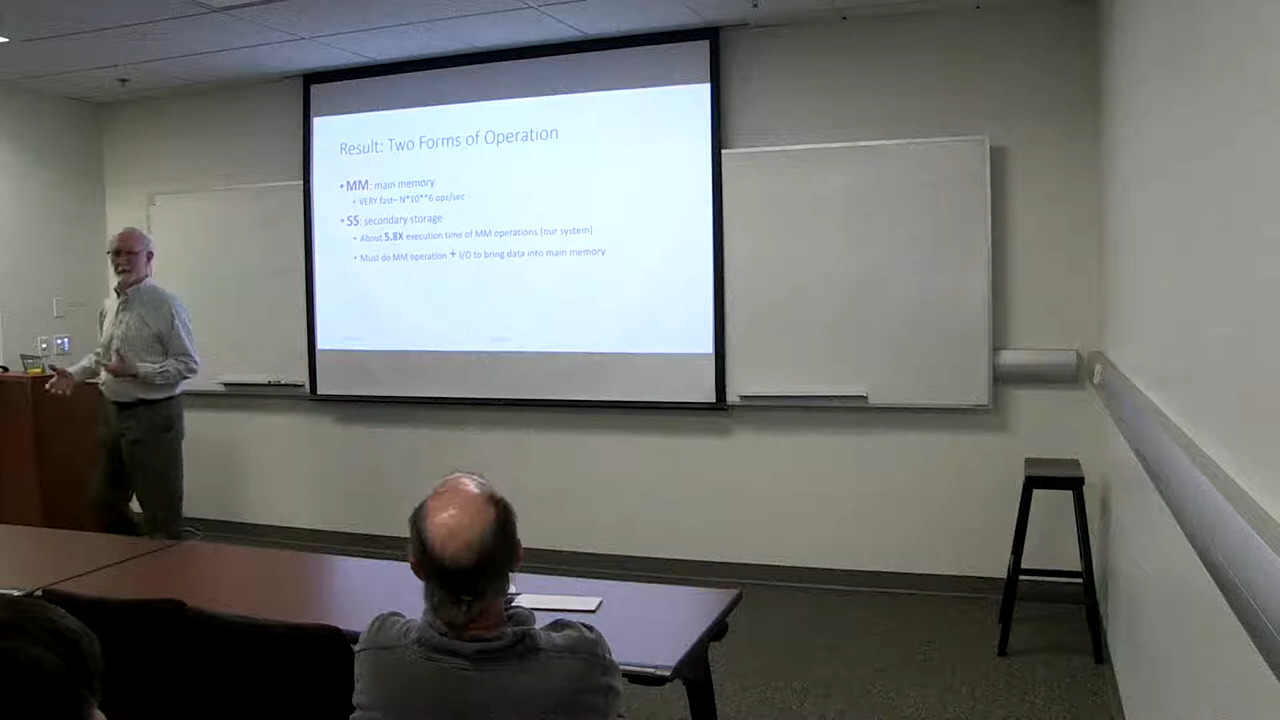 Result: Two Forms of Operation
• MM: main memory
• VERY fast– N*10**6 ops/sec
• SS: secondary storage
• About 5.8X execution time of MM operations (our system)
• Must do MM operation + I/O to bring data into main memory